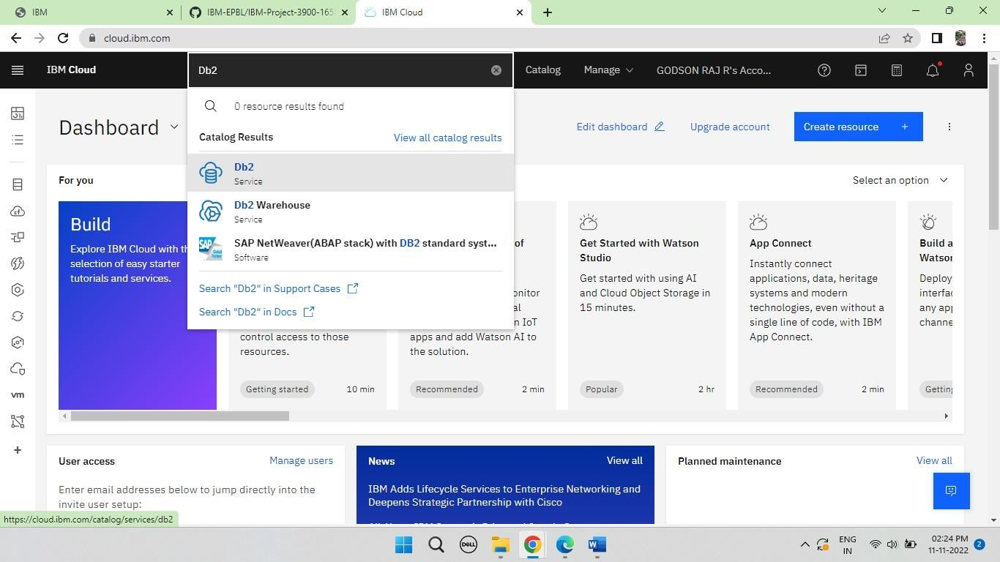 IBM
IBM-EPBL/IBM-Project-3900-165
IBM Cloud
cloud.ibm.com
IBM Cloud
Db2
Catalog
Manage
GODSON RAJ R's Acco...
0 resource results found
Catalog Results
View all catalog results
Db2
Service
Db2 Warehouse
Service
SAP NetWeaver(ABAP stack) with DB2 standard syst...
Software
Search "Db2" in Support Cases
Search "Db2" in Docs
Dashboard
Edit dashboard
Upgrade account
Create resource +
For you
Select an option
Build
Explore IBM Cloud with th
selection of easy starter
tutorials and services.
control access to those
resources.
Getting started
10 min
of
onitor
al
n IoT
apps and add Watson AI to
the solution.
Recommended
2 min
Get Started with Watson
Studio
Get started with using AI
and Cloud Object Storage in
15 minutes.
Popular
2 hr
App Connect
Instantly connect
applications, data, heritage
systems and modern
technologies, even without a
single line of code, with IBM
App Connect.
Recommended
2 min
Build a
Watson
Deploy
interfac
any app
channe
Getting
vm
User access
Manage users
Enter email addresses below to jump directly into the
invite user setup:
News
View all
IBM Adds Lifecycle Services to Enterprise Networking and
Deepens Strategic Partnership with Cisco
Planned maintenance
View all
https://cloud.ibm.com/catalog/services/db2
DELL
ENG
IN
02:24 PM
11-11-2022
2